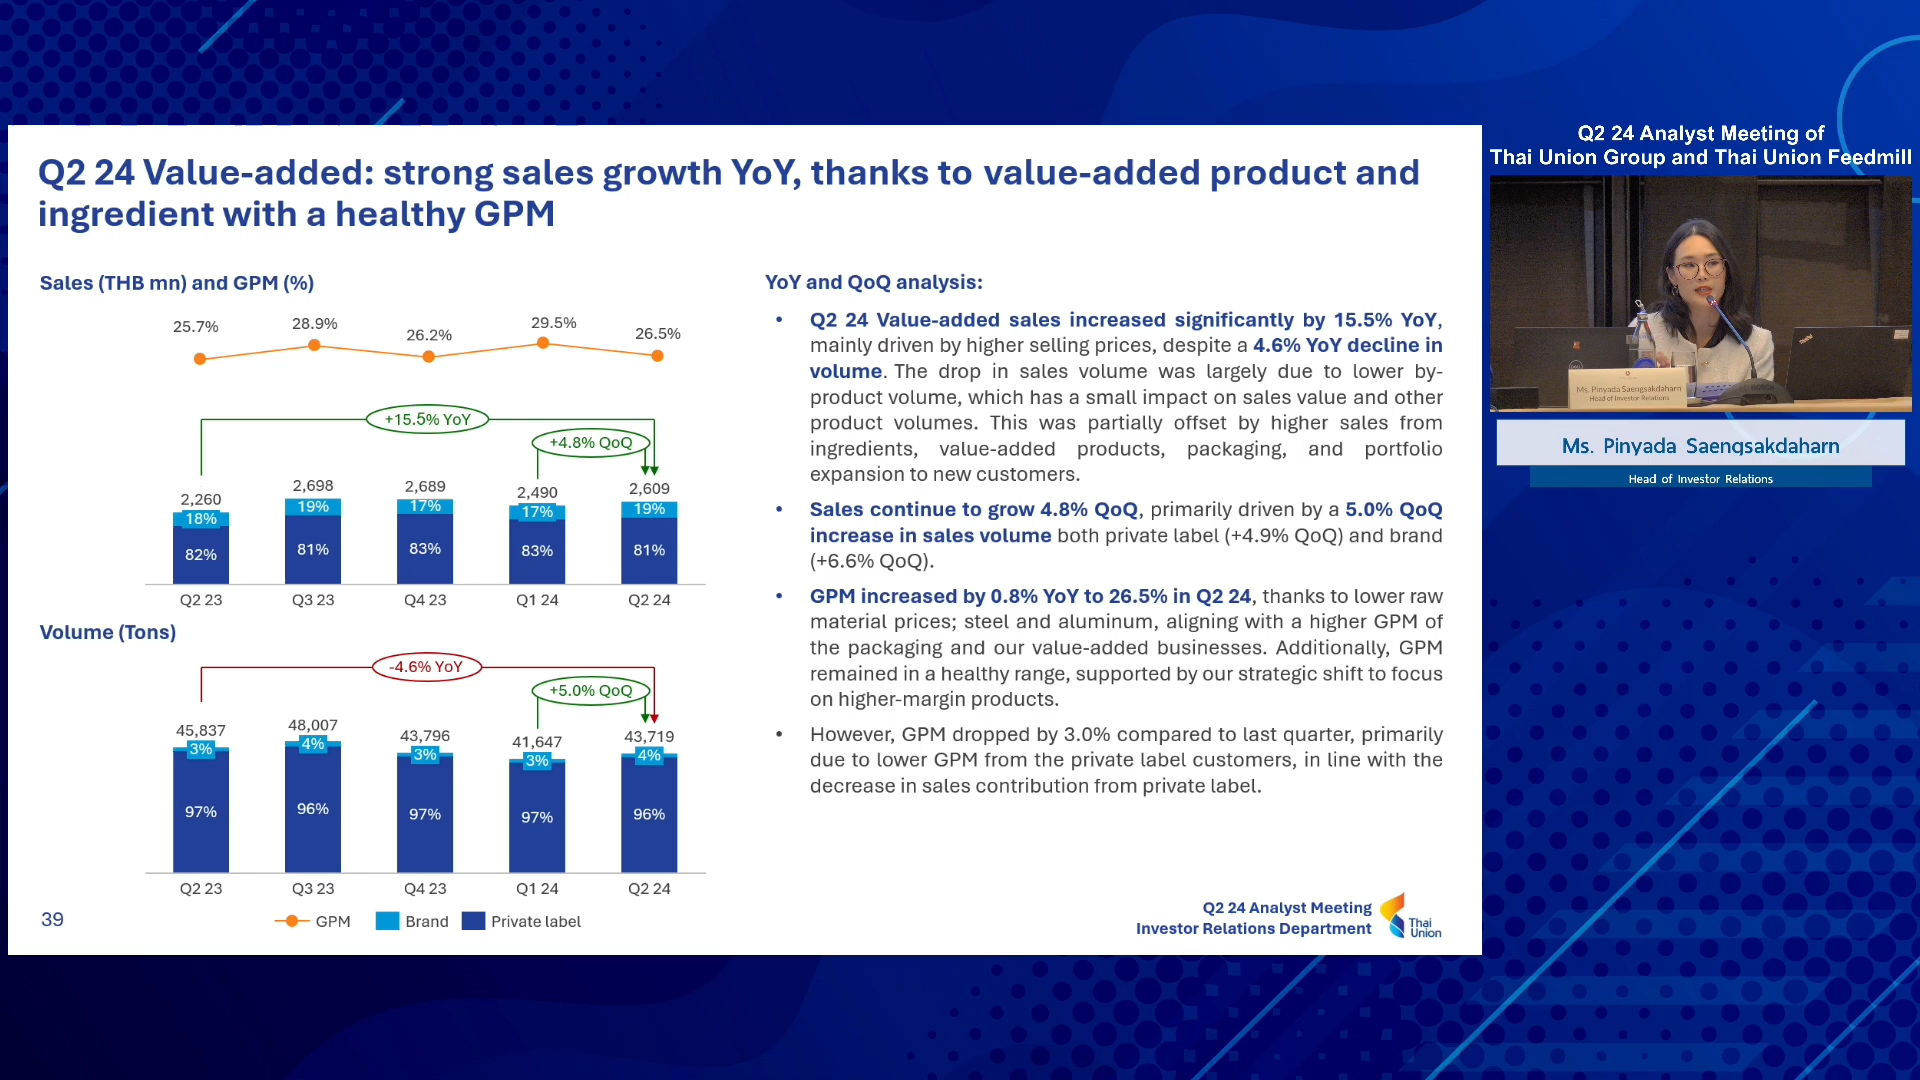 Q2 24 Value-added: strong sales growth YoY, thanks to value-added product and
ingredient with a healthy GPM
Sales (THB mn) and GPM (%)
25.7%
28.9%
26.2%
29.5%
26.5%
+15.5% YoY
+4.8% QoQ
2,260
2,698
2,689
2,490
2,609
18%
19%
17%
17%
19%
82%
81%
83%
83%
81%
Q2 23
Q3 23
Q4 23
Q1 24
Q2 24
Volume (Tons)
-4.6% YoY
+5.0% QoQ
45,837
48,007
43,796
41,647
43,719
3%
4%
3%
3%
4%
97%
96%
97%
97%
96%
Q2 23
Q3 23
Q4 23
Q1 24
Q2 24
GPM
Brand
Private label
39
YoY and QoQ analysis:
• Q2 24 Value-added sales increased significantly by 15.5% YoY,
mainly driven by higher selling prices, despite a 4.6% YoY decline in
volume. The drop in sales volume was largely due to lower by-
product volume, which has a small impact on sales value and other
product volumes. This was partially offset by higher sales from
ingredients, value-added products, packaging, and portfolio
expansion to new customers.
• Sales continue to grow 4.8% QoQ, primarily driven by a 5.0% QoQ
increase in sales volume both private label (+4.9% QoQ) and brand
(+6.6% QoQ).
• GPM increased by 0.8% YoY to 26.5% in Q2 24, thanks to lower raw
material prices; steel and aluminum, aligning with a higher GPM of
the packaging and our value-added businesses. Additionally, GPM
remained in a healthy range, supported by our strategic shift to focus
on higher-margin products.
• However, GPM dropped by 3.0% compared to last quarter, primarily
due to lower GPM from the private label customers, in line with the
decrease in sales contribution from private label.
Q2 24 Analyst Meeting
Investor Relations Department
Thai
Union
Q2 24 Analyst Meeting of
Thai Union Group and Thai Union Feedmill
Ms. Pinyada Saengsakdaharn
Head of Investor Relations
Ms. Pinyada Saengsakdaharn
Head of Investor Relations